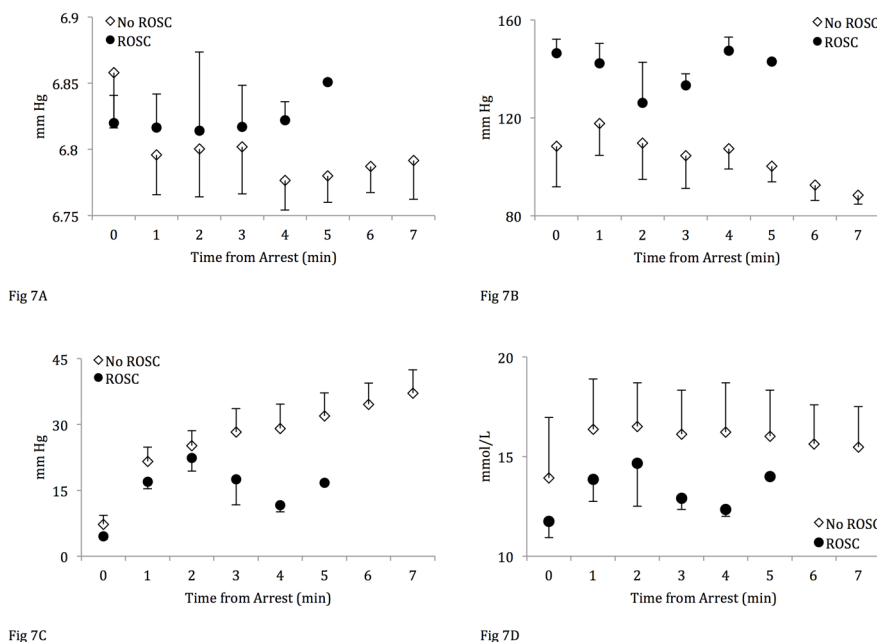 6.9
No ROSC
ROSC
6.85
mm Hg
6.8
6.75
0 1 2 3 4 5 6 7
Time from Arrest (min)
Fig 7A
160
No ROSC
ROSC
mm Hg
120
80
0 1 2 3 4 5 6 7
Time from Arrest (min)
Fig 7B
45
No ROSC
ROSC
30
mm Hg
15
0
0 1 2 3 4 5 6 7
Time from Arrest (min)
Fig 7C
20
mmol/L
15
No ROSC
ROSC
10
0 1 2 3 4 5 6 7
Time from Arrest (min)
Fig 7D